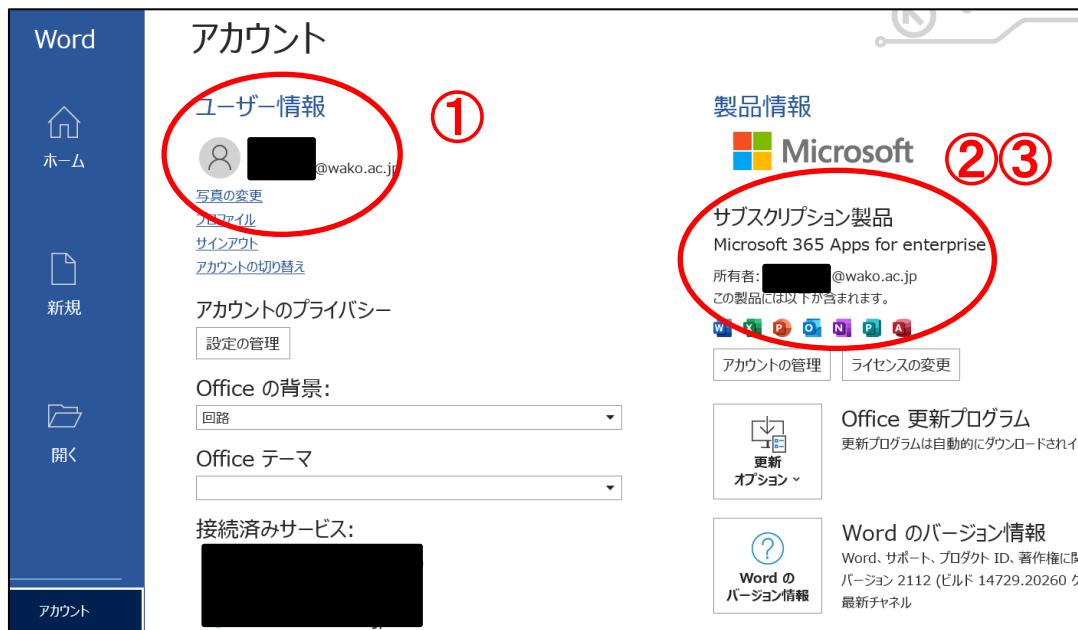 Word
ホーム
新規
開く
アカウント
アカウント
ユーザー情報
①
@wako.ac.jp
写真の変更
プロファイル
サインアウト
アカウントの切り替え
アカウントのプライバシー
設定の管理
Office の背景:
回路
Office テーマ
接続済みサービス:
製品情報
Microsoft
②③
サブスクリプション製品
Microsoft 365 Apps for enterprise
所有者: @wako.ac.jp
この製品には以下が含まれます。
アカウントの管理
ライセンスの変更
更新
オプション
Office 更新プログラム
更新プログラムは自動的にダウンロードされイ
Word の
バージョン情報
Word のバージョン情報
Word、サポート、プロダクト ID、著作権に
バージョン 2112 (ビルド 14729.20260
最新チャネル